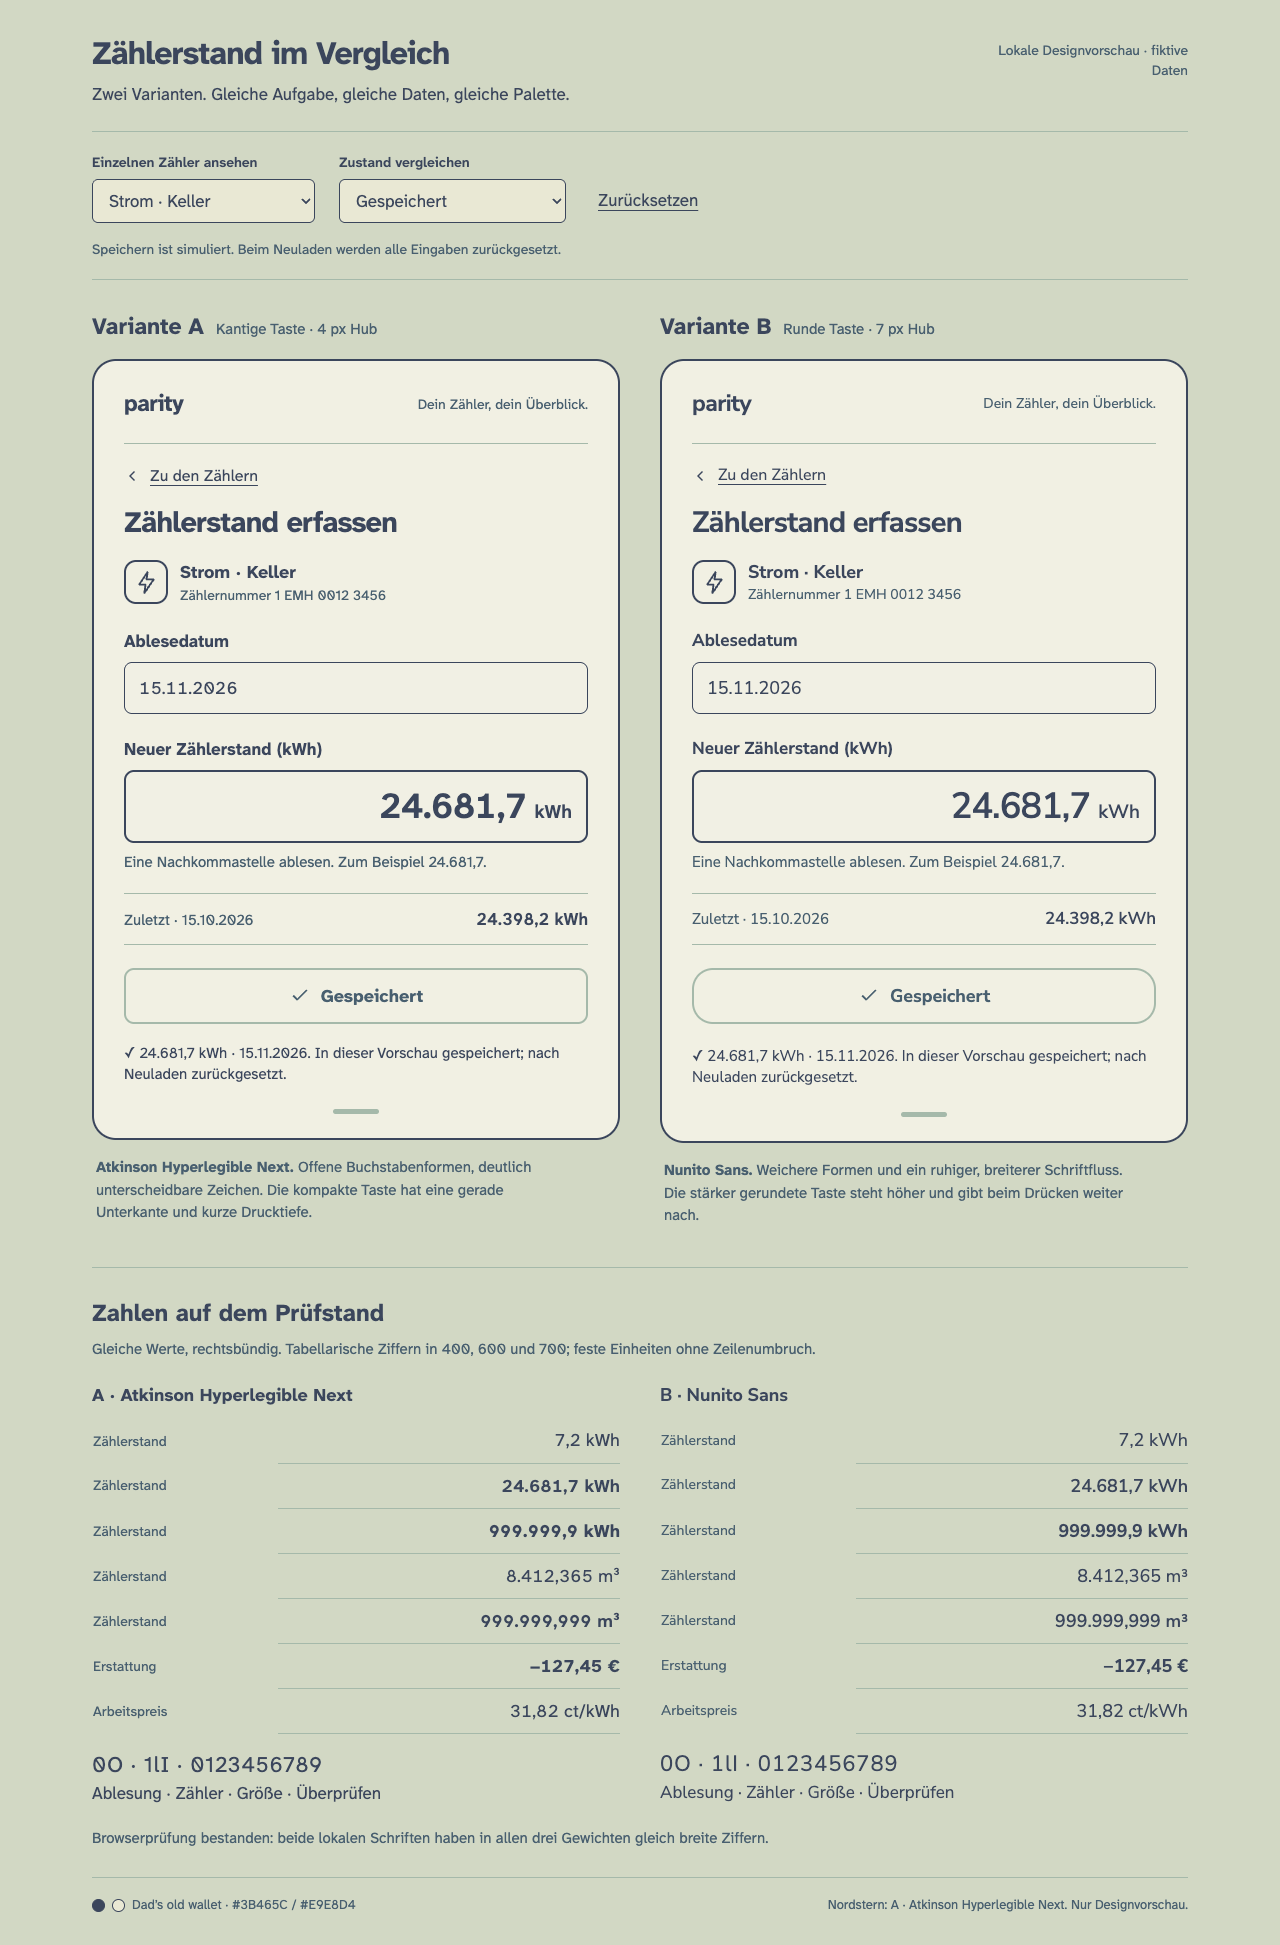 Zählerstand im Vergleich
Lokale Designvorschau · fiktive
Daten
Zwei Varianten. Gleiche Aufgabe, gleiche Daten, gleiche Palette.
Einzelnen Zähler ansehen
Zustand vergleichen
Strom · Keller
Gespeichert
Zurücksetzen
Speichern ist simuliert. Beim Neuladen werden alle Eingaben zurückgesetzt.
Variante A Kantige Taste · 4 px Hub
parity
Dein Zähler, dein Überblick.
Zu den Zählern
Zählerstand erfassen
Strom · Keller
Zählernummer 1 EMH 0012 3456
Ablesedatum
15.11.2026
Neuer Zählerstand (kWh)
24.681,7 kWh
Eine Nachkommastelle ablesen. Zum Beispiel 24.681,7.
Zuletzt · 15.10.2026
24.398,2 kWh
✓ Gespeichert
✓ 24.681,7 kWh · 15.11.2026. In dieser Vorschau gespeichert; nach
Neuladen zurückgesetzt.
Atkinson Hyperlegible Next. Offene Buchstabenformen, deutlich
unterscheidbare Zeichen. Die kompakte Taste hat eine gerade
Unterkante und kurze Drucktiefe.
Variante B Runde Taste · 7 px Hub
parity
Dein Zähler, dein Überblick.
Zu den Zählern
Zählerstand erfassen
Strom · Keller
Zählernummer 1 EMH 0012 3456
Ablesedatum
15.11.2026
Neuer Zählerstand (kWh)
24.681,7 kWh
Eine Nachkommastelle ablesen. Zum Beispiel 24.681,7.
Zuletzt · 15.10.2026
24.398,2 kWh
✓ Gespeichert
✓ 24.681,7 kWh · 15.11.2026. In dieser Vorschau gespeichert; nach
Neuladen zurückgesetzt.
Nunito Sans. Weichere Formen und ein ruhiger, breiterer Schriftfluss.
Die stärker gerundete Taste steht höher und gibt beim Drücken weiter
nach.
Zahlen auf dem Prüfstand
Gleiche Werte, rechtsbündig. Tabellarische Ziffern in 400, 600 und 700; feste Einheiten ohne Zeilenumbruch.
A · Atkinson Hyperlegible Next
Zählerstand 7,2 kWh
Zählerstand 24.681,7 kWh
Zählerstand 999.999,9 kWh
Zählerstand 8.412,365 m³
Zählerstand 999.999,999 m³
Erstattung −127,45 €
Arbeitspreis 31,82 ct/kWh
0O · 1lI · 0123456789
Ablesung · Zähler · Größe · Überprüfen
B · Nunito Sans
Zählerstand 7,2 kWh
Zählerstand 24.681,7 kWh
Zählerstand 999.999,9 kWh
Zählerstand 8.412,365 m³
Zählerstand 999.999,999 m³
Erstattung −127,45 €
Arbeitspreis 31,82 ct/kWh
0O · 1lI · 0123456789
Ablesung · Zähler · Größe · Überprüfen
Browserprüfung bestanden: beide lokalen Schriften haben in allen drei Gewichten gleich breite Ziffern.
Dad's old wallet · #3B465C / #E9E8D4
Nordstern: A · Atkinson Hyperlegible Next. Nur Designvorschau.